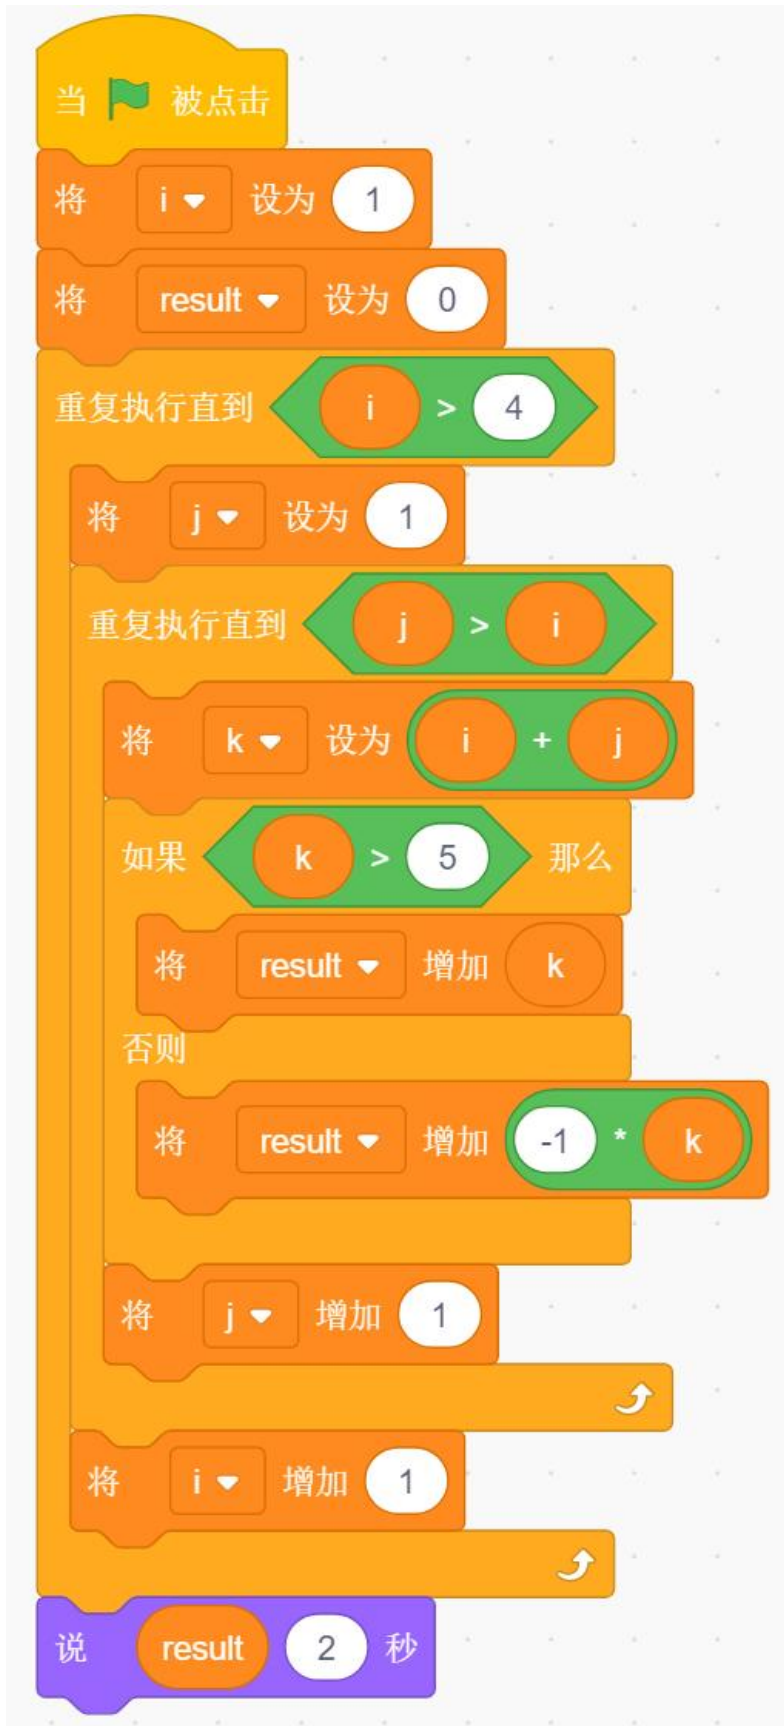 当 被点击
将 i 设为 1
将 result 设为 0
重复执行直到 i > 4
将 j 设为 1
重复执行直到 j > i
将 k 设为 i + j
如果 k > 5 那么
将 result 增加 k
否则
将 result 增加 -1 * k
将 j 增加 1
将 i 增加 1
说 result 2 秒